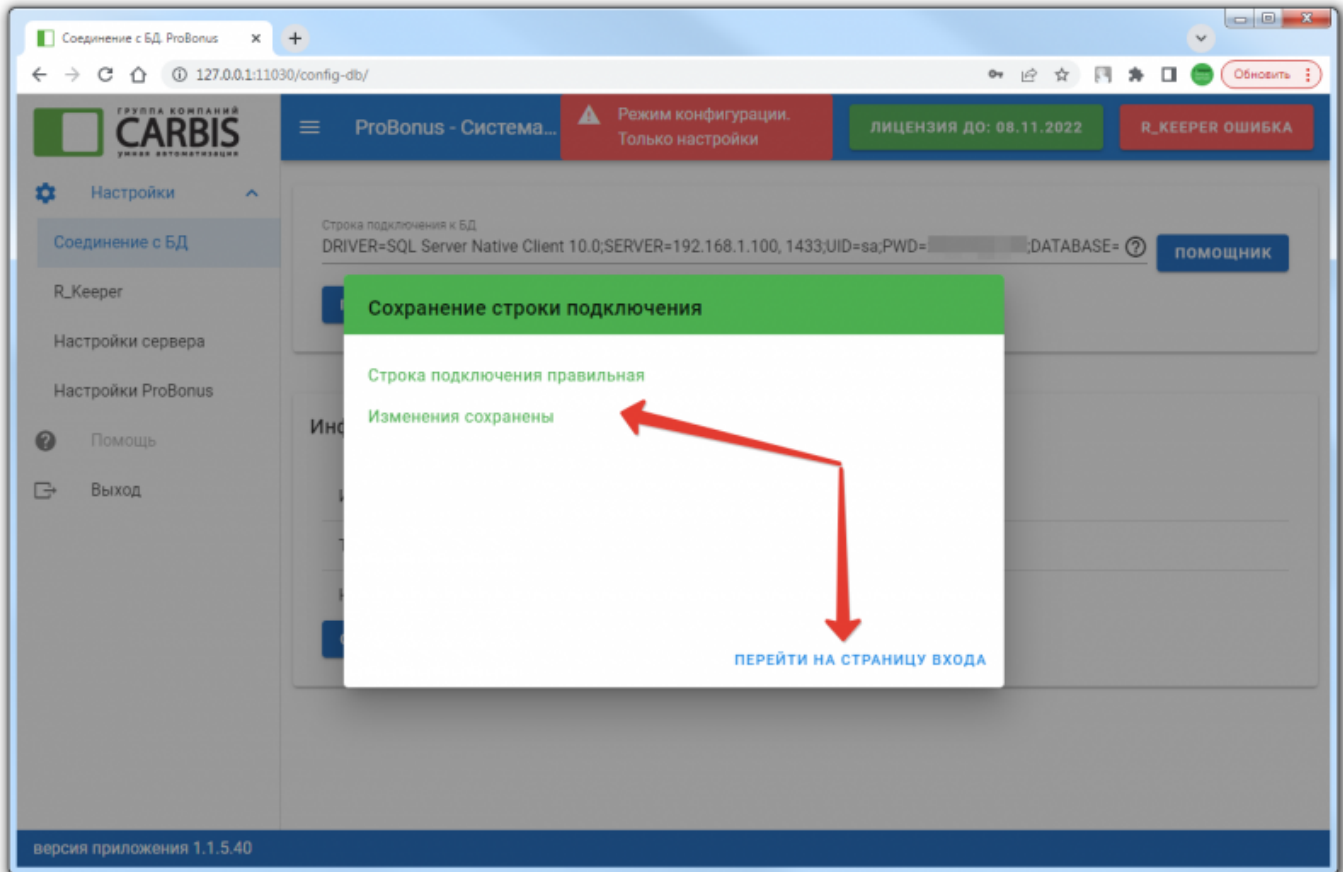 Соединение с БД. ProBonus
127.0.0.1:11030/config-db/
Обновить
ГРУППА КОМПАНИЙ
CARBIS
умная автоматизация
ProBonus - Система...
Режим конфигурации.
Только настройки
ЛИЦЕНЗИЯ ДО: 08.11.2022
R_KEEPER ОШИБКА
Настройки
Соединение с БД
R_Keeper
Настройки сервера
Настройки ProBonus
Помощь
Выход
Строка подключения к БД
DRIVER=SQL Server Native Client 10.0;SERVER=192.168.1.100, 1433;UID=sa;PWD= ;DATABASE=
ПОМОЩНИК
Сохранение строки подключения
Строка подключения правильная
Изменения сохранены
Инф
ПЕРЕЙТИ НА СТРАНИЦУ ВХОДА
версия приложения 1.1.5.40